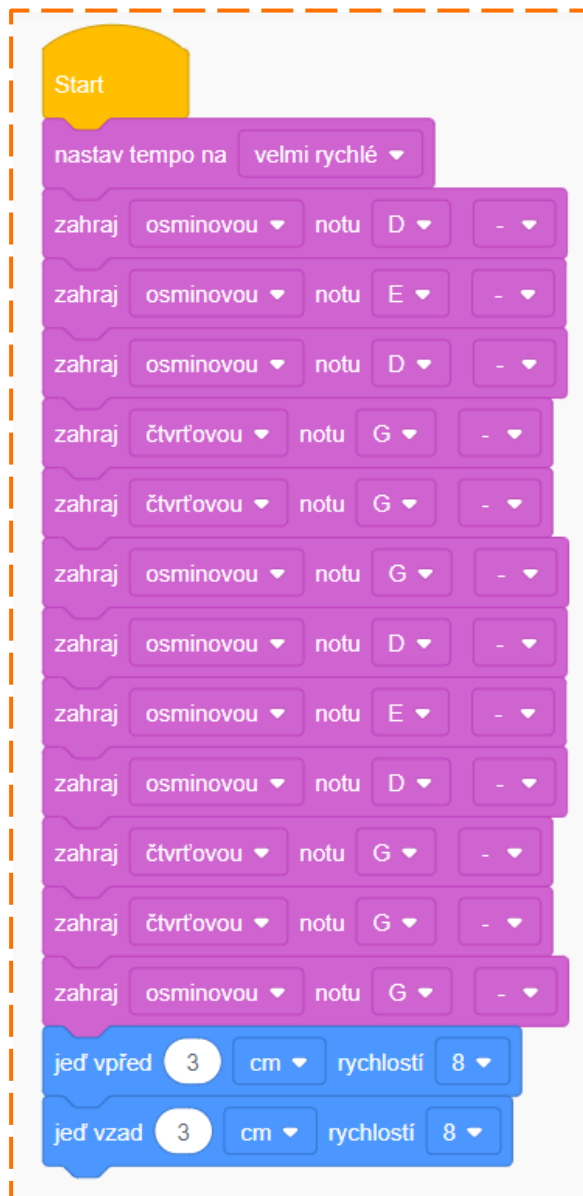 Start
nastav tempo na velmi rychlé
zahraj osminovou notu D -
zahraj osminovou notu E -
zahraj osminovou notu D -
zahraj čtvrťovou notu G -
zahraj čtvrťovou notu G -
zahraj osminovou notu G -
zahraj osminovou notu D -
zahraj osminovou notu E -
zahraj osminovou notu D -
zahraj čtvrťovou notu G -
zahraj čtvrťovou notu G -
zahraj osminovou notu G -
jeď vpřed 3 cm rychlostí 8
jeď vzad 3 cm rychlostí 8